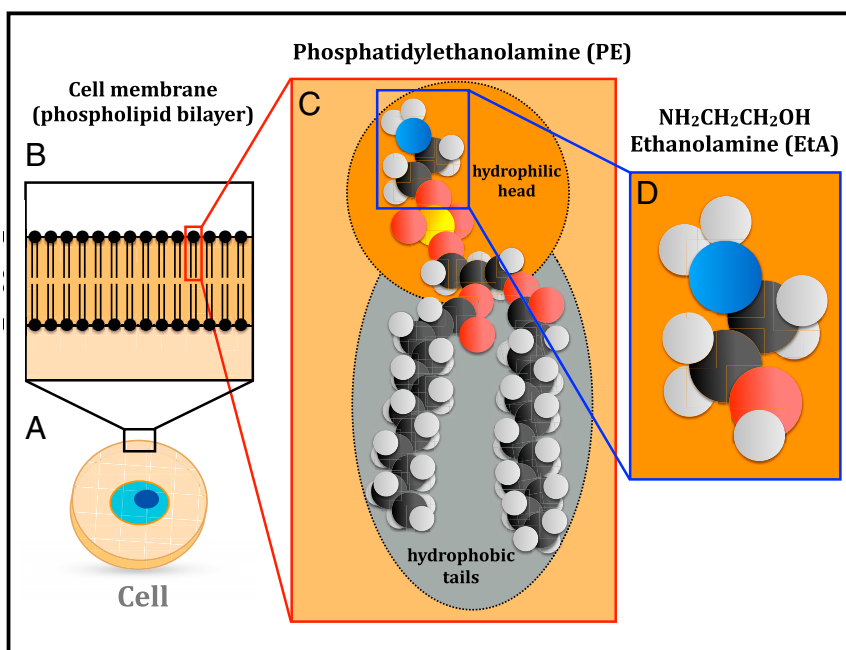 Phosphatidylethanolamine (PE)
Cell membrane
(phospholipid bilayer)
B
C
hydrophilic
head
NH₂CH₂CH₂OH
Ethanolamine (EtA)
D
A
hydrophobic
tails
Cell